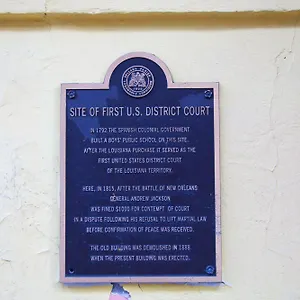 SITE OF FIRST U.S. DISTRICT COURT
IN 1792 THE SPANISH COLONIAL GOVERNMENT
BUILT A BOYS' PUBLIC SCHOOL ON THIS SITE.
AFTER THE LOUISIANA PURCHASE IT SERVED AS THE
FIRST UNITED STATES DISTRICT COURT
OF THE LOUISIANA TERRITORY.
HERE, IN 1815, AFTER THE BATTLE OF NEW ORLEANS
GENERAL ANDREW JACKSON
WAS FINED $1000 FOR CONTEMPT OF COURT
IN A DISPUTE FOLLOWING HIS REFUSAL TO LIFT MARTIAL LAW
BEFORE CONFIRMATION OF PEACE WAS RECEIVED.
THE OLD BUILDING WAS DEMOLISHED IN 1888
WHEN THE PRESENT BUILDING WAS ERECTED.